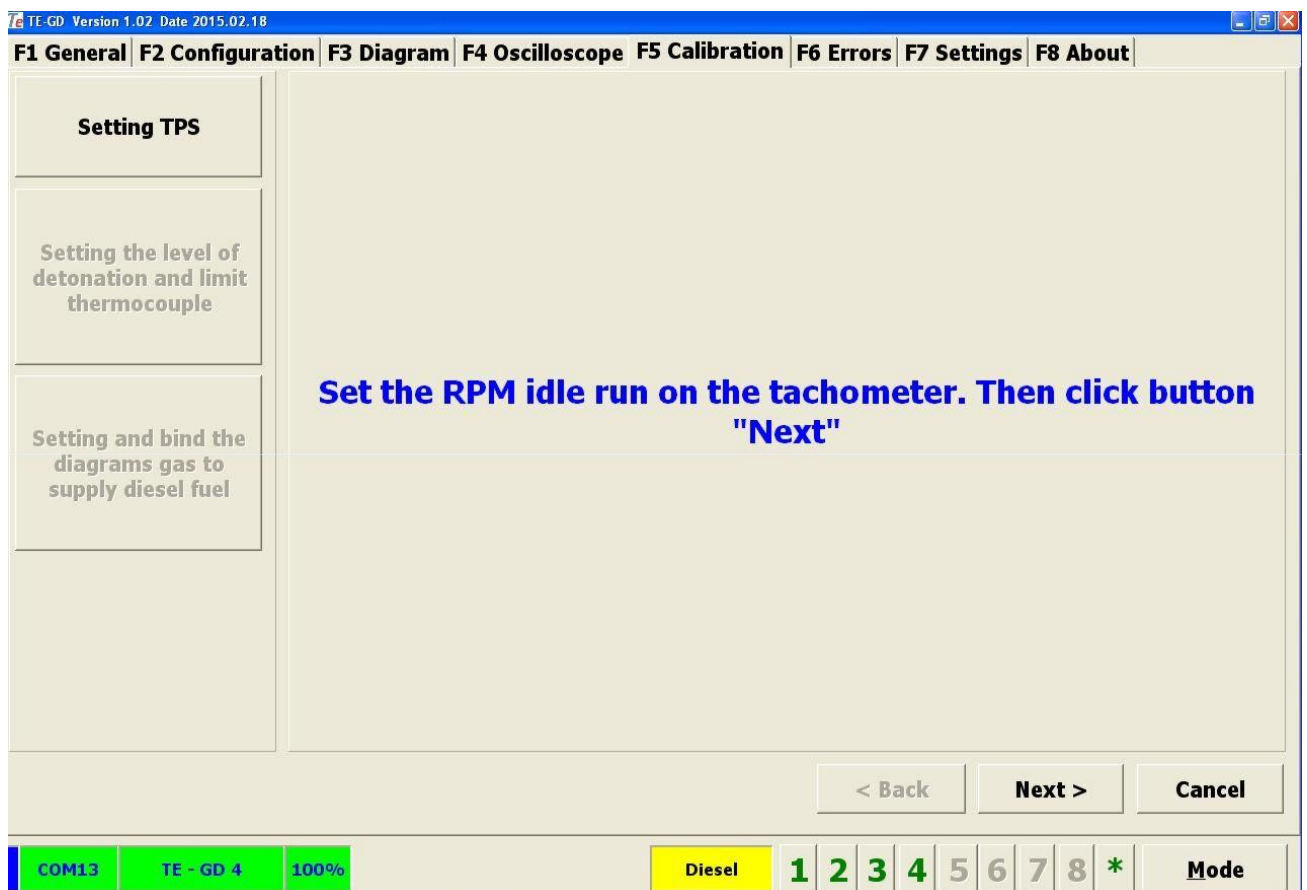 Te TE-GD Version 1.02 Date 2015.02.18
F1 General F2 Configuration F3 Diagram F4 Oscilloscope F5 Calibration F6 Errors F7 Settings F8 About
Setting TPS
Setting the level of
detonation and limit
thermocouple
Setting and bind the
diagrams gas to
supply diesel fuel
Set the RPM idle run on the tachometer. Then click button
"Next"
< Back Next > Cancel
COM13 TE - GD 4 100% Diesel 1 2 3 4 5 6 7 8 * Mode